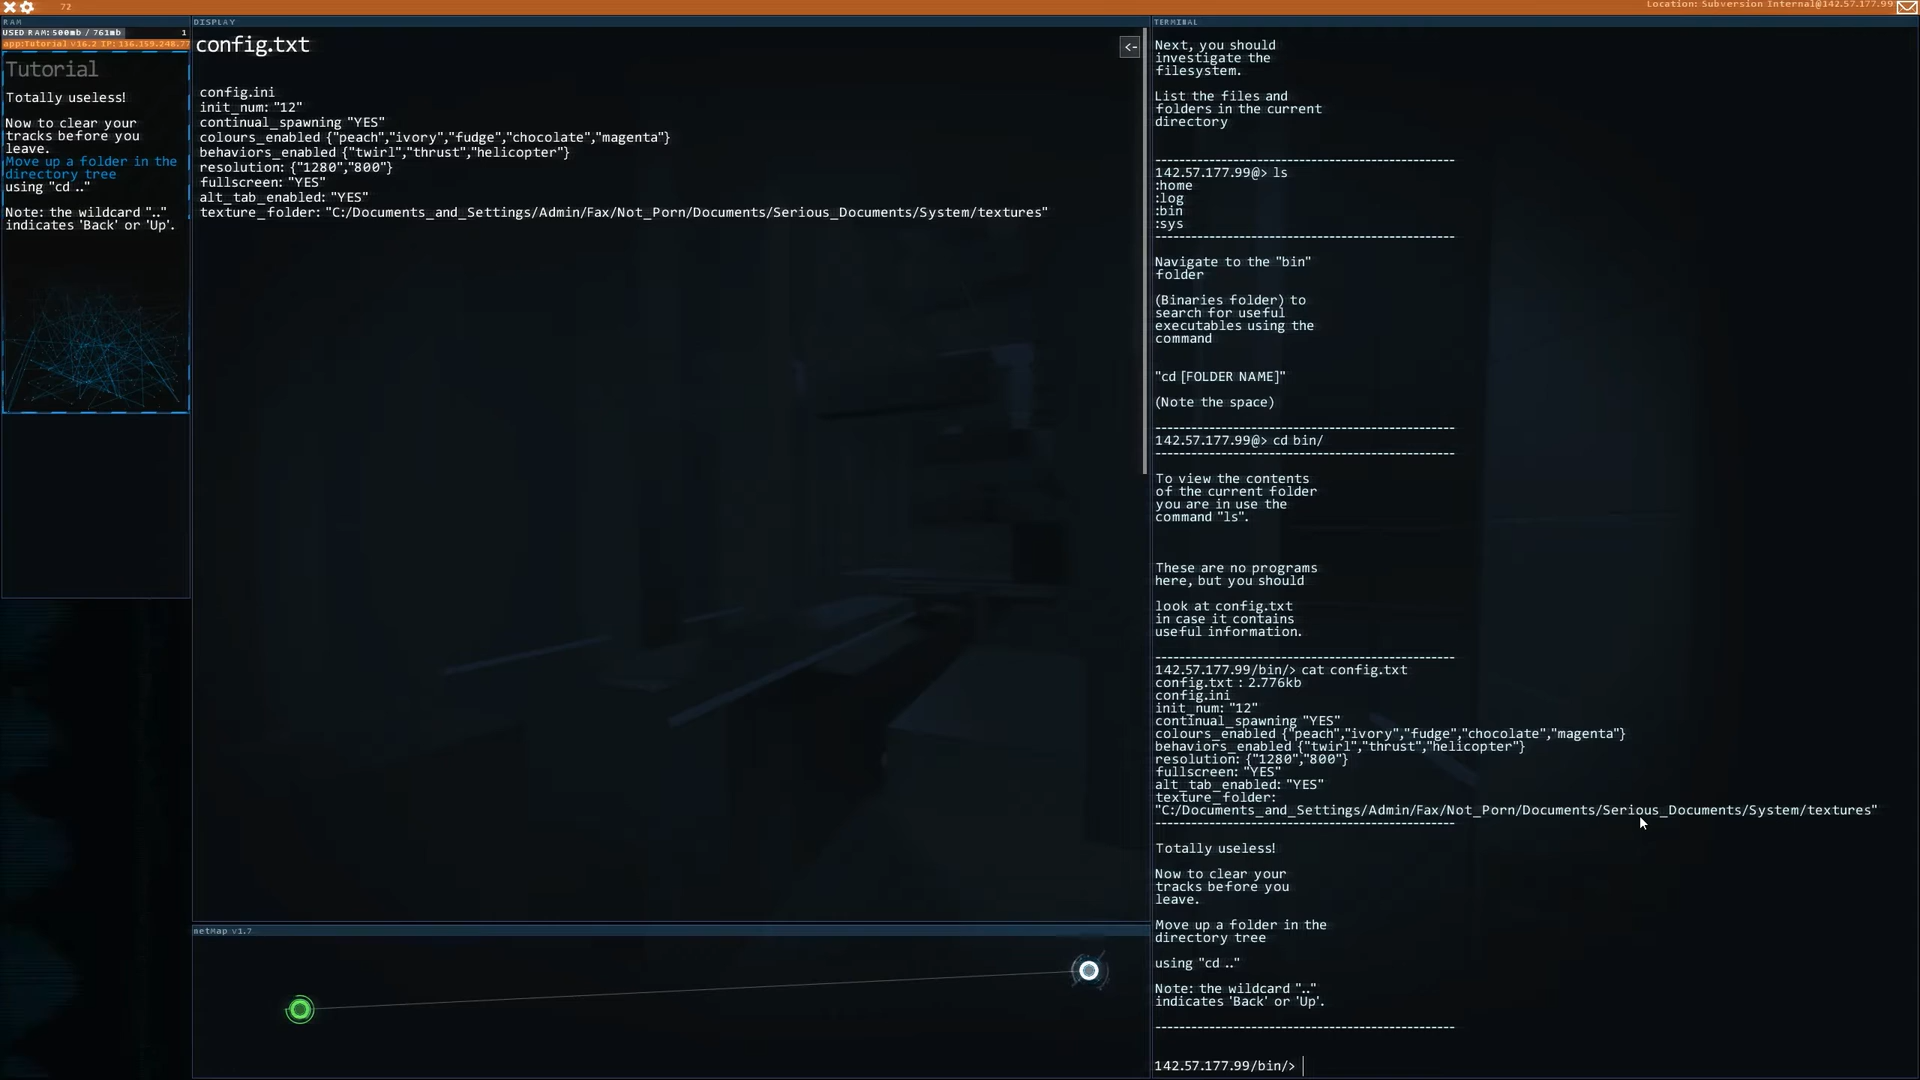 72
Location: Subversion Internal@142.57.177.99
RAM
USED RAM: 500mb / 761mb 1
app:Tutorial v16.2 IP:136.159.248.77
Tutorial
Totally useless!
Now to clear your
tracks before you
leave.
Move up a folder in the
directory tree
using "cd .."
Note: the wildcard ".."
indicates 'Back' or 'Up'.
DISPLAY
config.txt
<-
config.ini
init_num: "12"
continual_spawning "YES"
colours_enabled {"peach","ivory","fudge","chocolate","magenta"}
behaviors_enabled {"twirl","thrust","helicopter"}
resolution: {"1280","800"}
fullscreen: "YES"
alt_tab_enabled: "YES"
texture_folder: "C:/Documents_and_Settings/Admin/Fax/Not_Porn/Documents/Serious_Documents/System/textures"
netMap v1.7
TERMINAL
Next, you should
investigate the
filesystem.
List the files and
folders in the current
directory
--------------------------------------------------
142.57.177.99@> ls
:home
:log
:bin
:sys
--------------------------------------------------
Navigate to the "bin"
folder
(Binaries folder) to
search for useful
executables using the
command
"cd [FOLDER NAME]"
(Note the space)
--------------------------------------------------
142.57.177.99@> cd bin/
--------------------------------------------------
To view the contents
of the current folder
you are in use the
command "ls".
These are no programs
here, but you should
look at config.txt
in case it contains
useful information.
--------------------------------------------------
142.57.177.99/bin/> cat config.txt
config.txt : 2.776kb
config.ini
init_num: "12"
continual_spawning "YES"
colours_enabled {"peach","ivory","fudge","chocolate","magenta"}
behaviors_enabled {"twirl","thrust","helicopter"}
resolution: {"1280","800"}
fullscreen: "YES"
alt_tab_enabled: "YES"
texture_folder:
"C:/Documents_and_Settings/Admin/Fax/Not_Porn/Documents/Serious_Documents/System/textures"
--------------------------------------------------
Totally useless!
Now to clear your
tracks before you
leave.
Move up a folder in the
directory tree
using "cd .."
Note: the wildcard ".."
indicates 'Back' or 'Up'.
--------------------------------------------------
142.57.177.99/bin/>